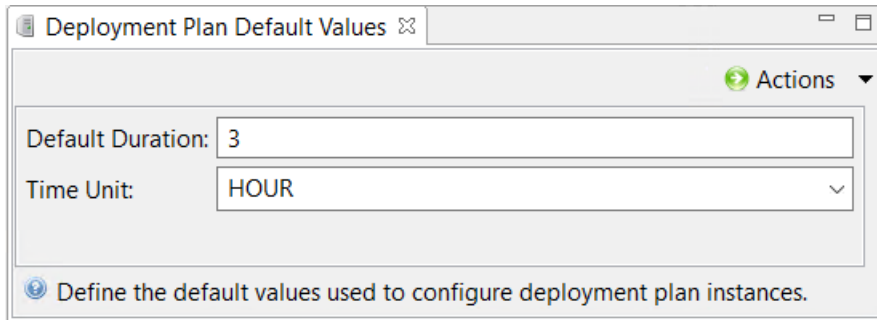 Deployment Plan Default Values
Actions
Default Duration: 3
Time Unit: HOUR
Define the default values used to configure deployment plan instances.